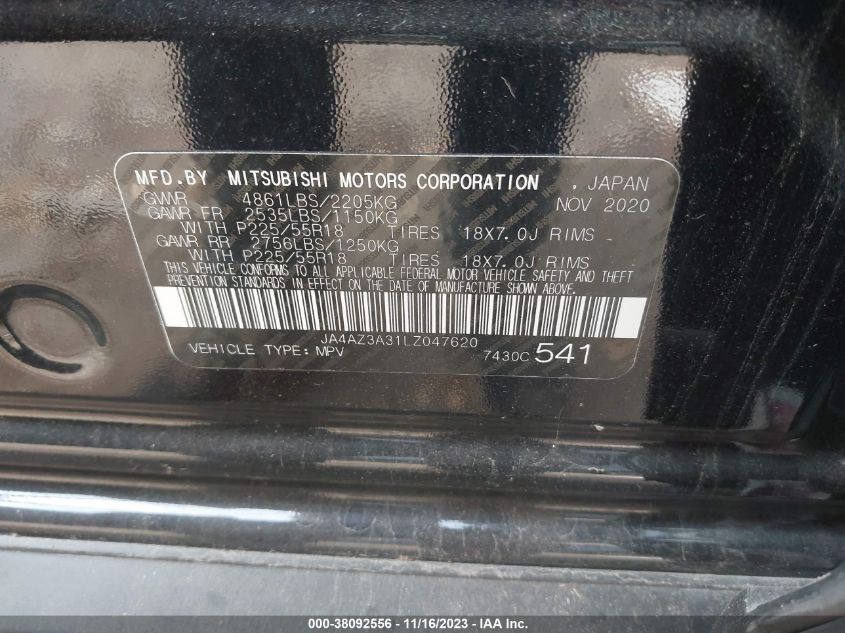 MFD.BY MITSUBISHI MOTORS CORPORATION , JAPAN
GVWR 4861LBS/2205KG NOV 2020
GAWR FR 2535LBS/1150KG
WITH P225/55R18 TIRES 18X7.0J RIMS
GAWR RR 2756LBS/1250KG
WITH P225/55R18 TIRES 18X7.0J RIMS
THIS VEHICLE CONFORMS TO ALL APPLICABLE FEDERAL MOTOR VEHICLE SAFETY AND THEFT
PREVENTION STANDARDS IN EFFECT ON THE DATE OF MANUFACTURE SHOWN ABOVE.
JA4AZ3A31LZ047620
VEHICLE TYPE: MPV 7430C 541
000-38092556 - 11/16/2023 - IAA Inc.